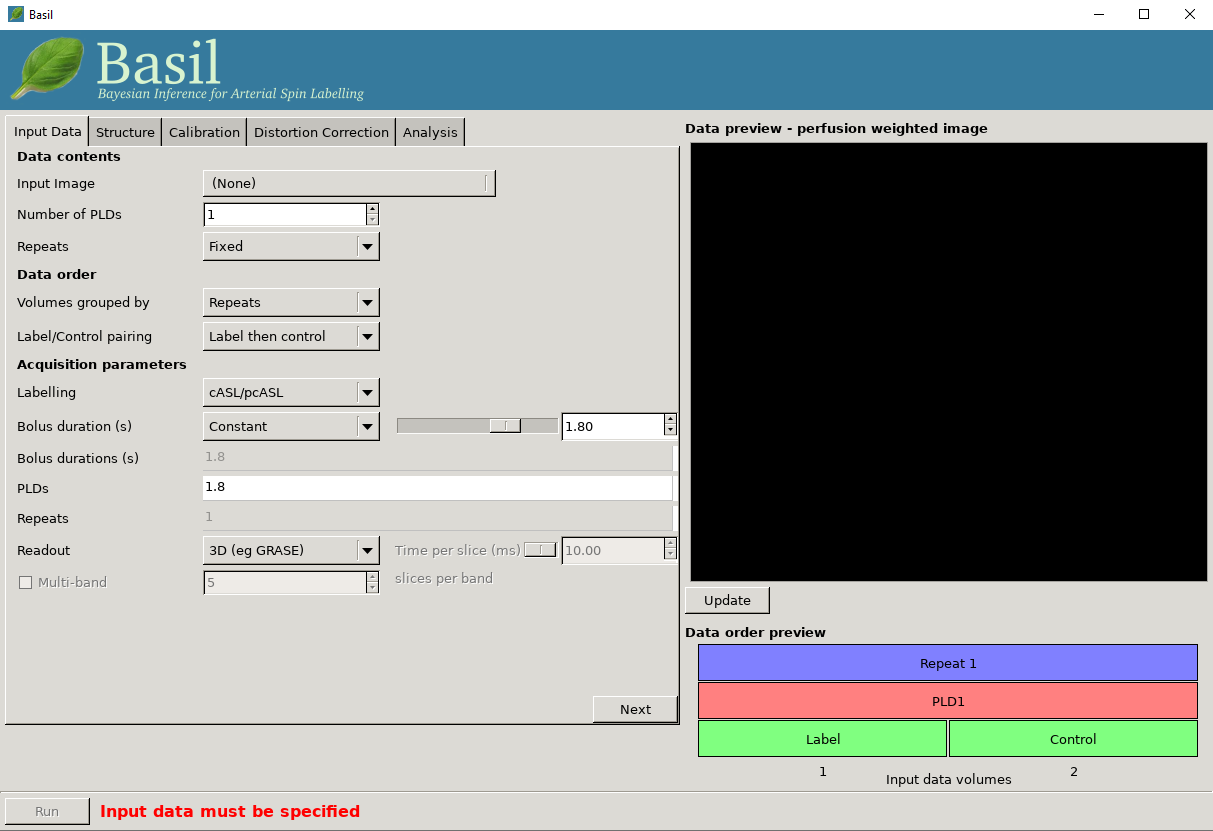 Basil
Basil
Bayesian Inference for Arterial Spin Labelling
Input Data Structure Calibration Distortion Correction Analysis
Data contents
Input Image (None)
Number of PLDs 1
Repeats Fixed
Data order
Volumes grouped by Repeats
Label/Control pairing Label then control
Acquisition parameters
Labelling cASL/pcASL
Bolus duration (s) Constant 1.80
Bolus durations (s) 1.8
PLDs 1.8
Repeats 1
Readout 3D (eg GRASE) Time per slice (ms) 10.00
Multi-band 5 slices per band
Next
Data preview - perfusion weighted image
Update
Data order preview
Repeat 1
PLD1
Label Control
1 2
Input data volumes
Run Input data must be specified